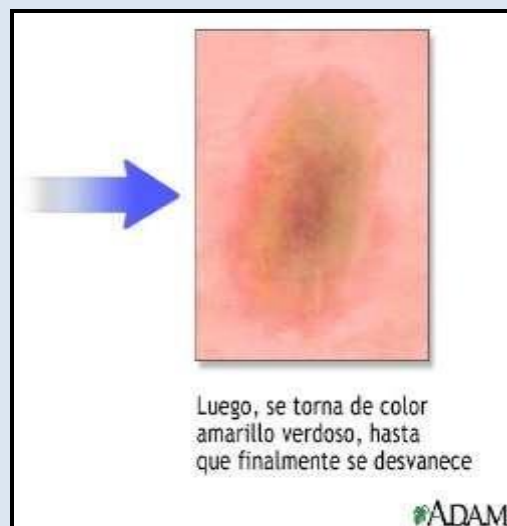 Luego, se torna de color
amarillo verdoso, hasta
que finalmente se desvanece
ADAM